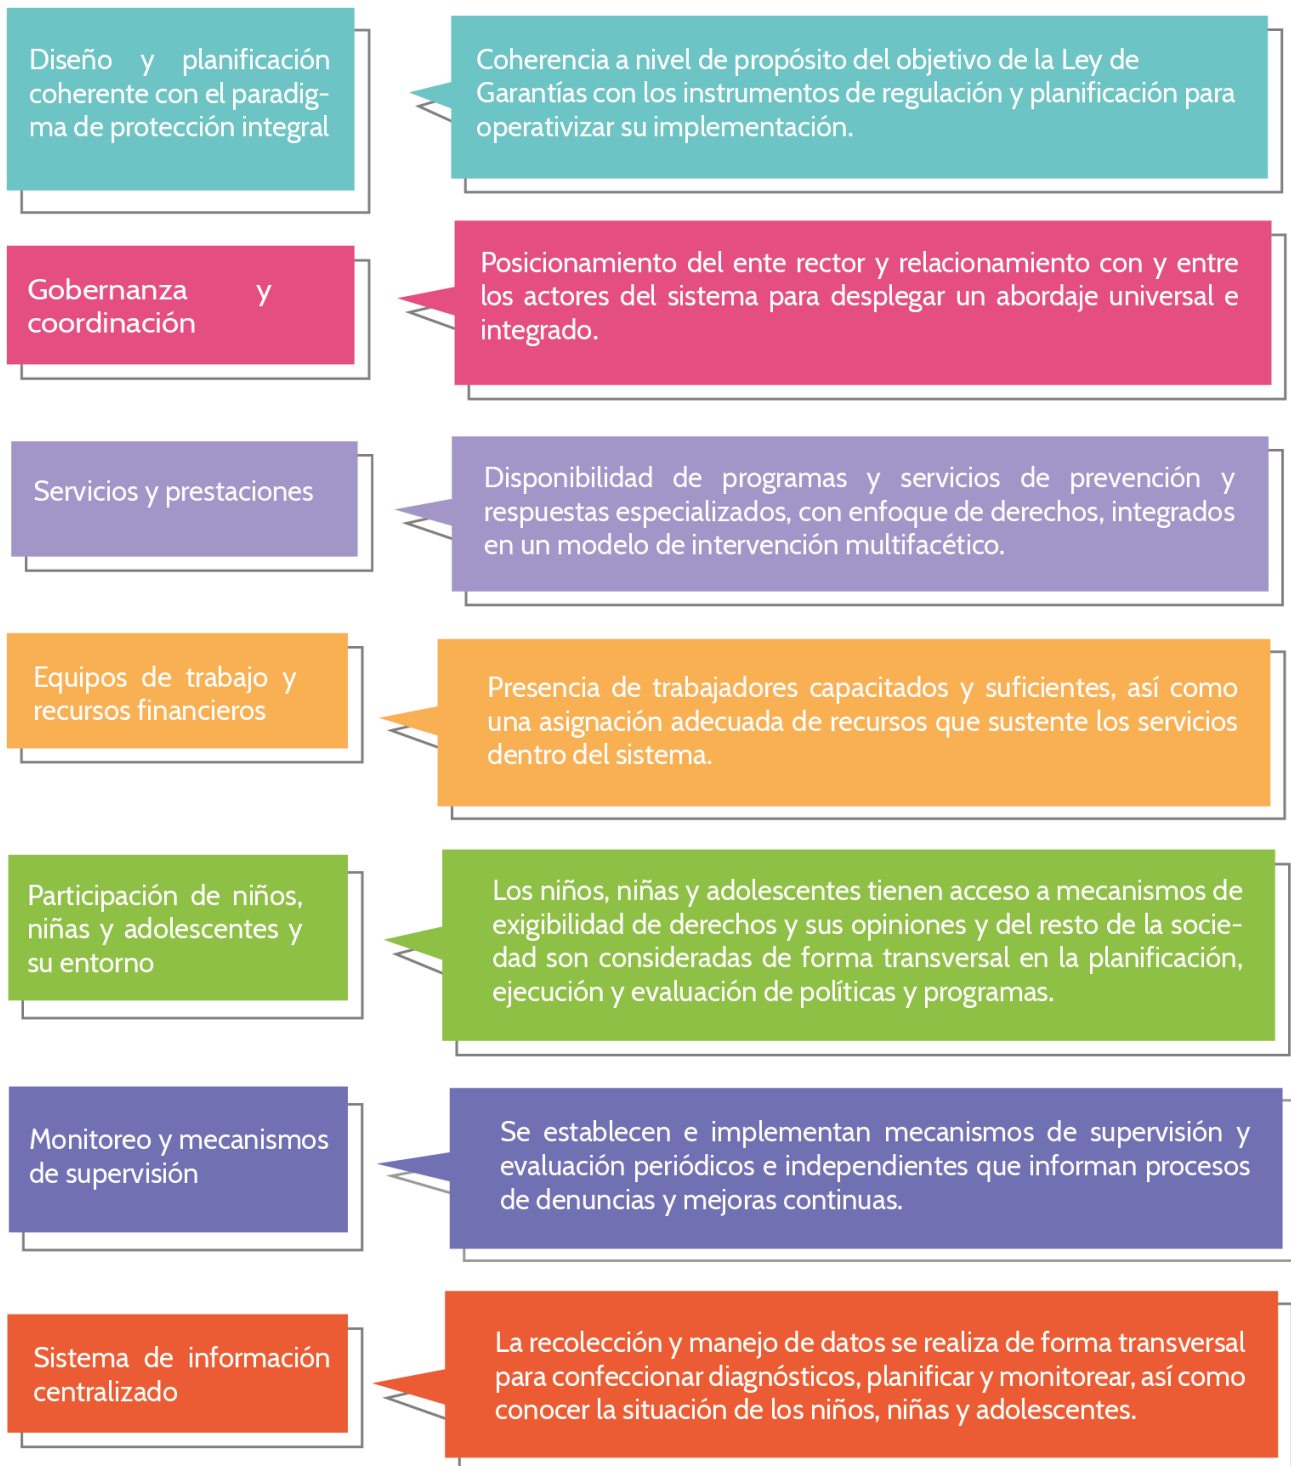 Diseño y planificación
coherente con el paradig-
ma de protección integral
Coherencia a nivel de propósito del objetivo de la Ley de
Garantías con los instrumentos de regulación y planificación para
operativizar su implementación.
Gobernanza y
coordinación
Posicionamiento del ente rector y relacionamiento con y entre
los actores del sistema para desplegar un abordaje universal e
integrado.
Servicios y prestaciones
Disponibilidad de programas y servicios de prevención y
respuestas especializados, con enfoque de derechos, integrados
en un modelo de intervención multifacético.
Equipos de trabajo y
recursos financieros
Presencia de trabajadores capacitados y suficientes, así como
una asignación adecuada de recursos que sustente los servicios
dentro del sistema.
Participación de niños,
niñas y adolescentes y
su entorno
Los niños, niñas y adolescentes tienen acceso a mecanismos de
exigibilidad de derechos y sus opiniones y del resto de la socie-
dad son consideradas de forma transversal en la planificación,
ejecución y evaluación de políticas y programas.
Monitoreo y mecanismos
de supervisión
Se establecen e implementan mecanismos de supervisión y
evaluación periódicos e independientes que informan procesos
de denuncias y mejoras continuas.
Sistema de información
centralizado
La recolección y manejo de datos se realiza de forma transversal
para confeccionar diagnósticos, planificar y monitorear, así como
conocer la situación de los niños, niñas y adolescentes.